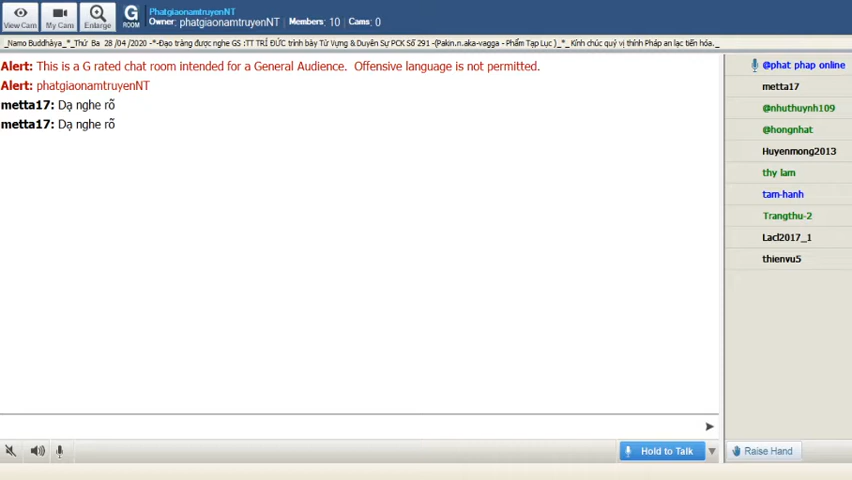 PhatgiaonamtruyenNT
Owner: phatgiaonamtruyenNT Members: 10 Cams: 0
View Cam
My Cam
Enlarge
G
ROOM
_Namo Buddhàya_*_Thứ Ba 28 /04 /2020 -*-Đạo tràng được nghe GS :TT TRÍ ĐỨC trình bày Từ Vựng & Duyên Sự PCK Số 291 -(Pakin.n.aka-vagga - Phẩm Tạp Lục )_*_ Kính chúc quý vị thính Pháp an lạc tiến hóa._
Alert: This is a G rated chat room intended for a General Audience. Offensive language is not permitted.
Alert: phatgiaonamtruyenNT
metta17: Dạ nghe rõ
metta17: Dạ nghe rõ
@phat phap online
metta17
@nhuthuynh109
@hongnhat
Huyenmong2013
thy lam
tam-hanh
Trangthu-2
Lacl2017_1
thienvu5
Hold to Talk
Raise Hand